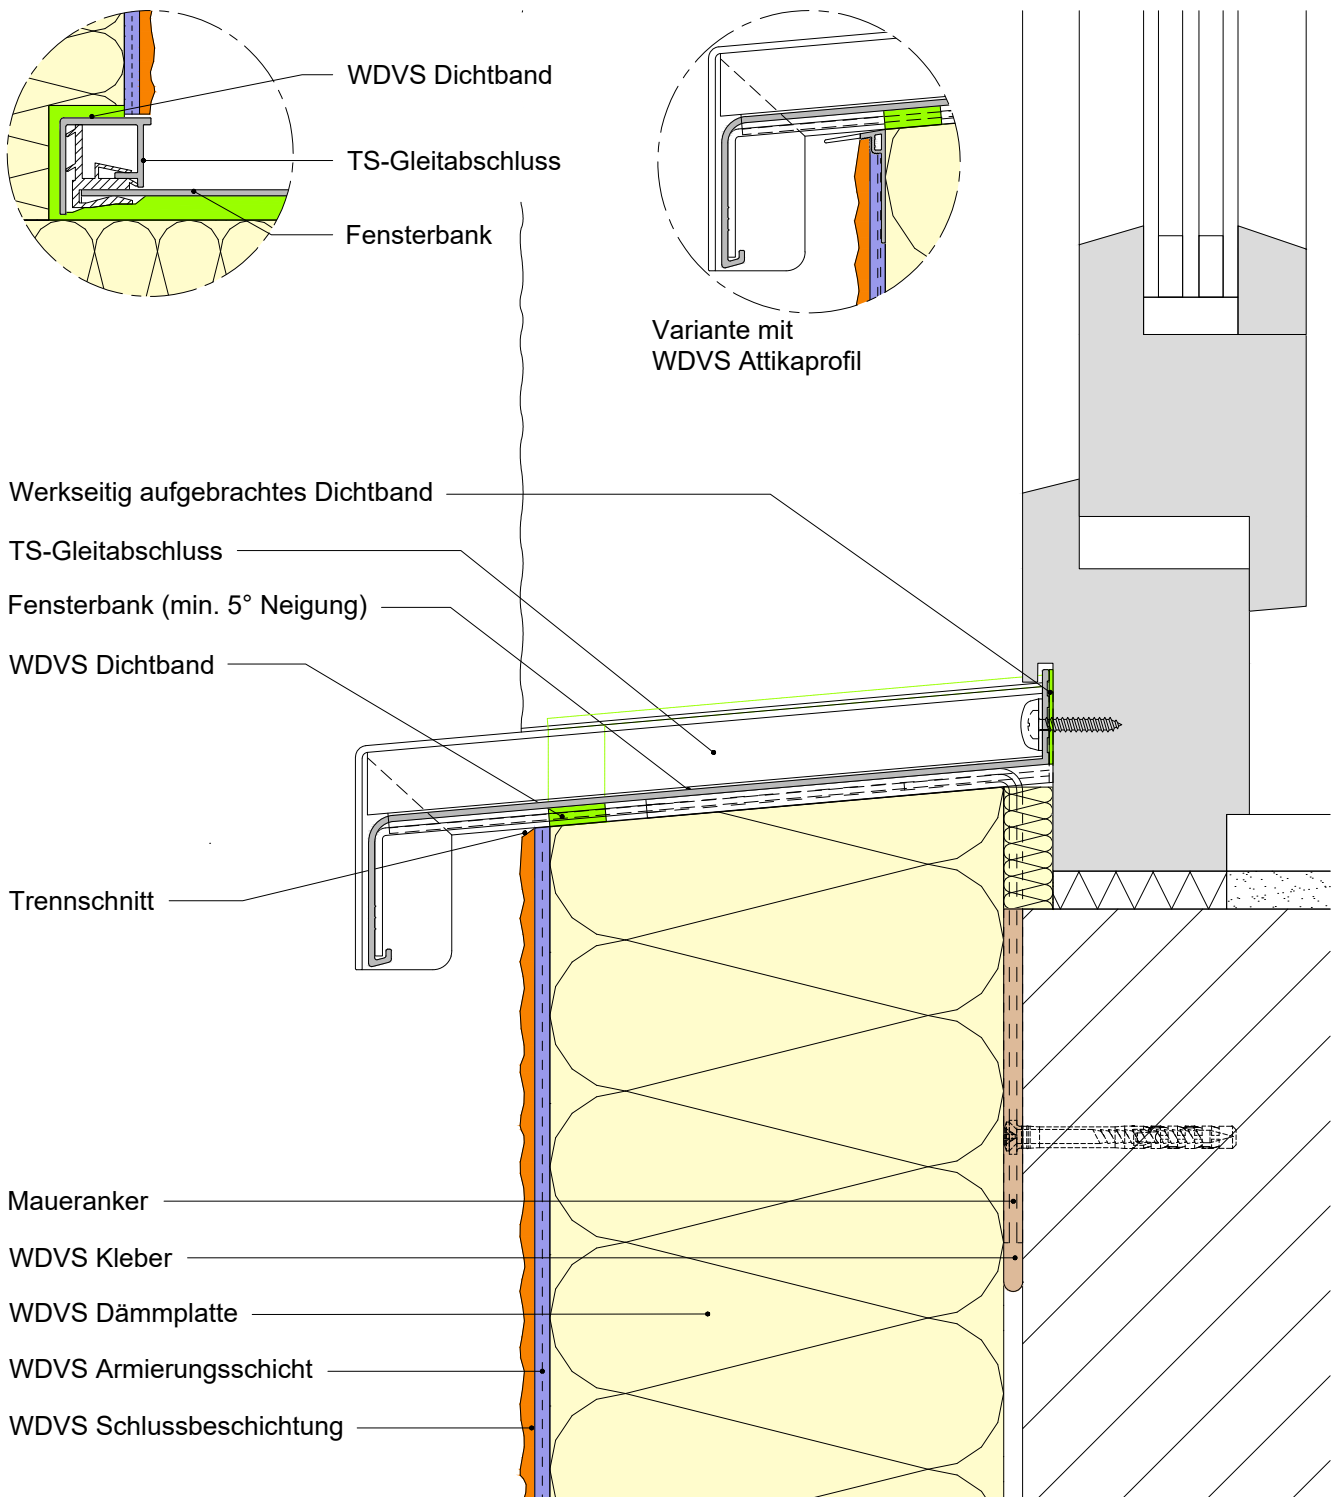 WDVS Dichtband
TS-Gleitabschluss
Fensterbank
Variante mit
WDVS Attikaprofil
Werkseitig aufgebrachtes Dichtband
TS-Gleitabschluss
Fensterbank (min. 5° Neigung)
WDVS Dichtband
Trennschnitt
Maueranker
WDVS Kleber
WDVS Dämmplatte
WDVS Armierungsschicht
WDVS Schlussbeschichtung